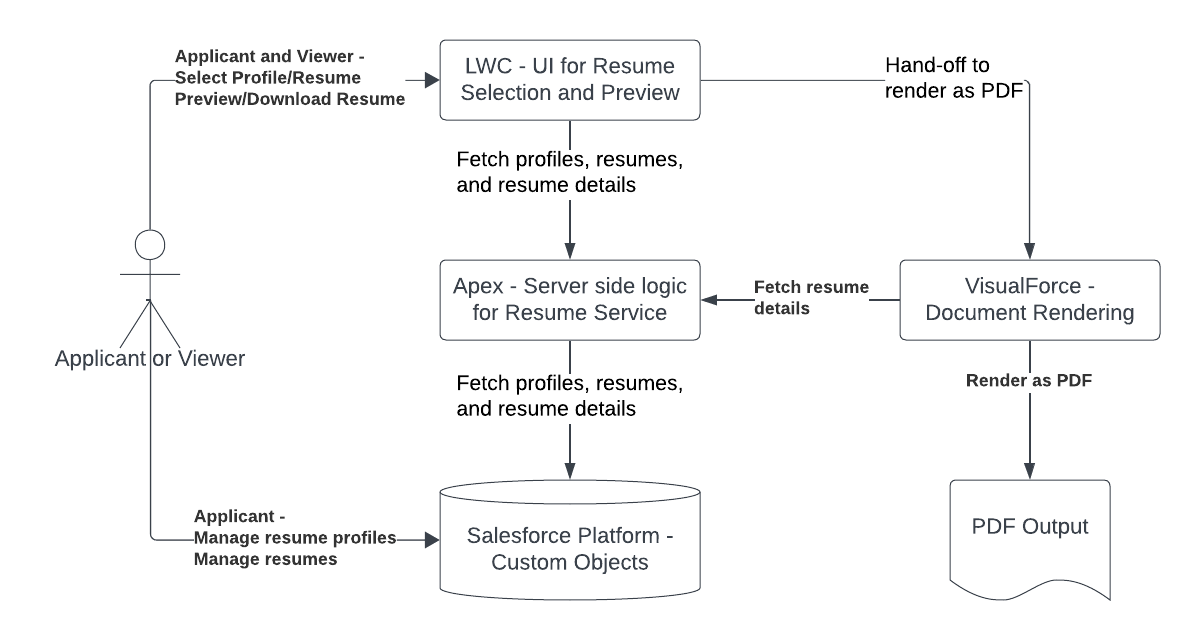 Applicant and Viewer -
Select Profile/Resume
Preview/Download Resume
LWC - UI for Resume
Selection and Preview
Hand-off to
render as PDF
Fetch profiles, resumes,
and resume details
Applicant or Viewer
Apex - Server side logic
for Resume Service
Fetch resume
details
VisualForce -
Document Rendering
Fetch profiles, resumes,
and resume details
Render as PDF
Applicant -
Manage resume profiles
Manage resumes
Salesforce Platform -
Custom Objects
PDF Output